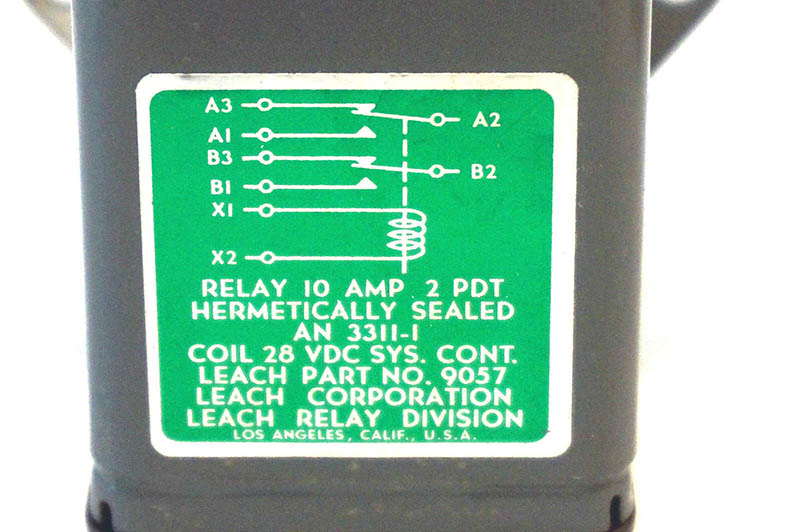 A3
A2
A1
B3
B2
B1
X1
X2
RELAY 10 AMP 2 PDT
HERMETICALLY SEALED
AN 3311-1
COIL 28 VDC SYS. CONT.
LEACH PART NO. 9057
LEACH CORPORATION
LEACH RELAY DIVISION
LOS ANGELES, CALIF., U.S.A.